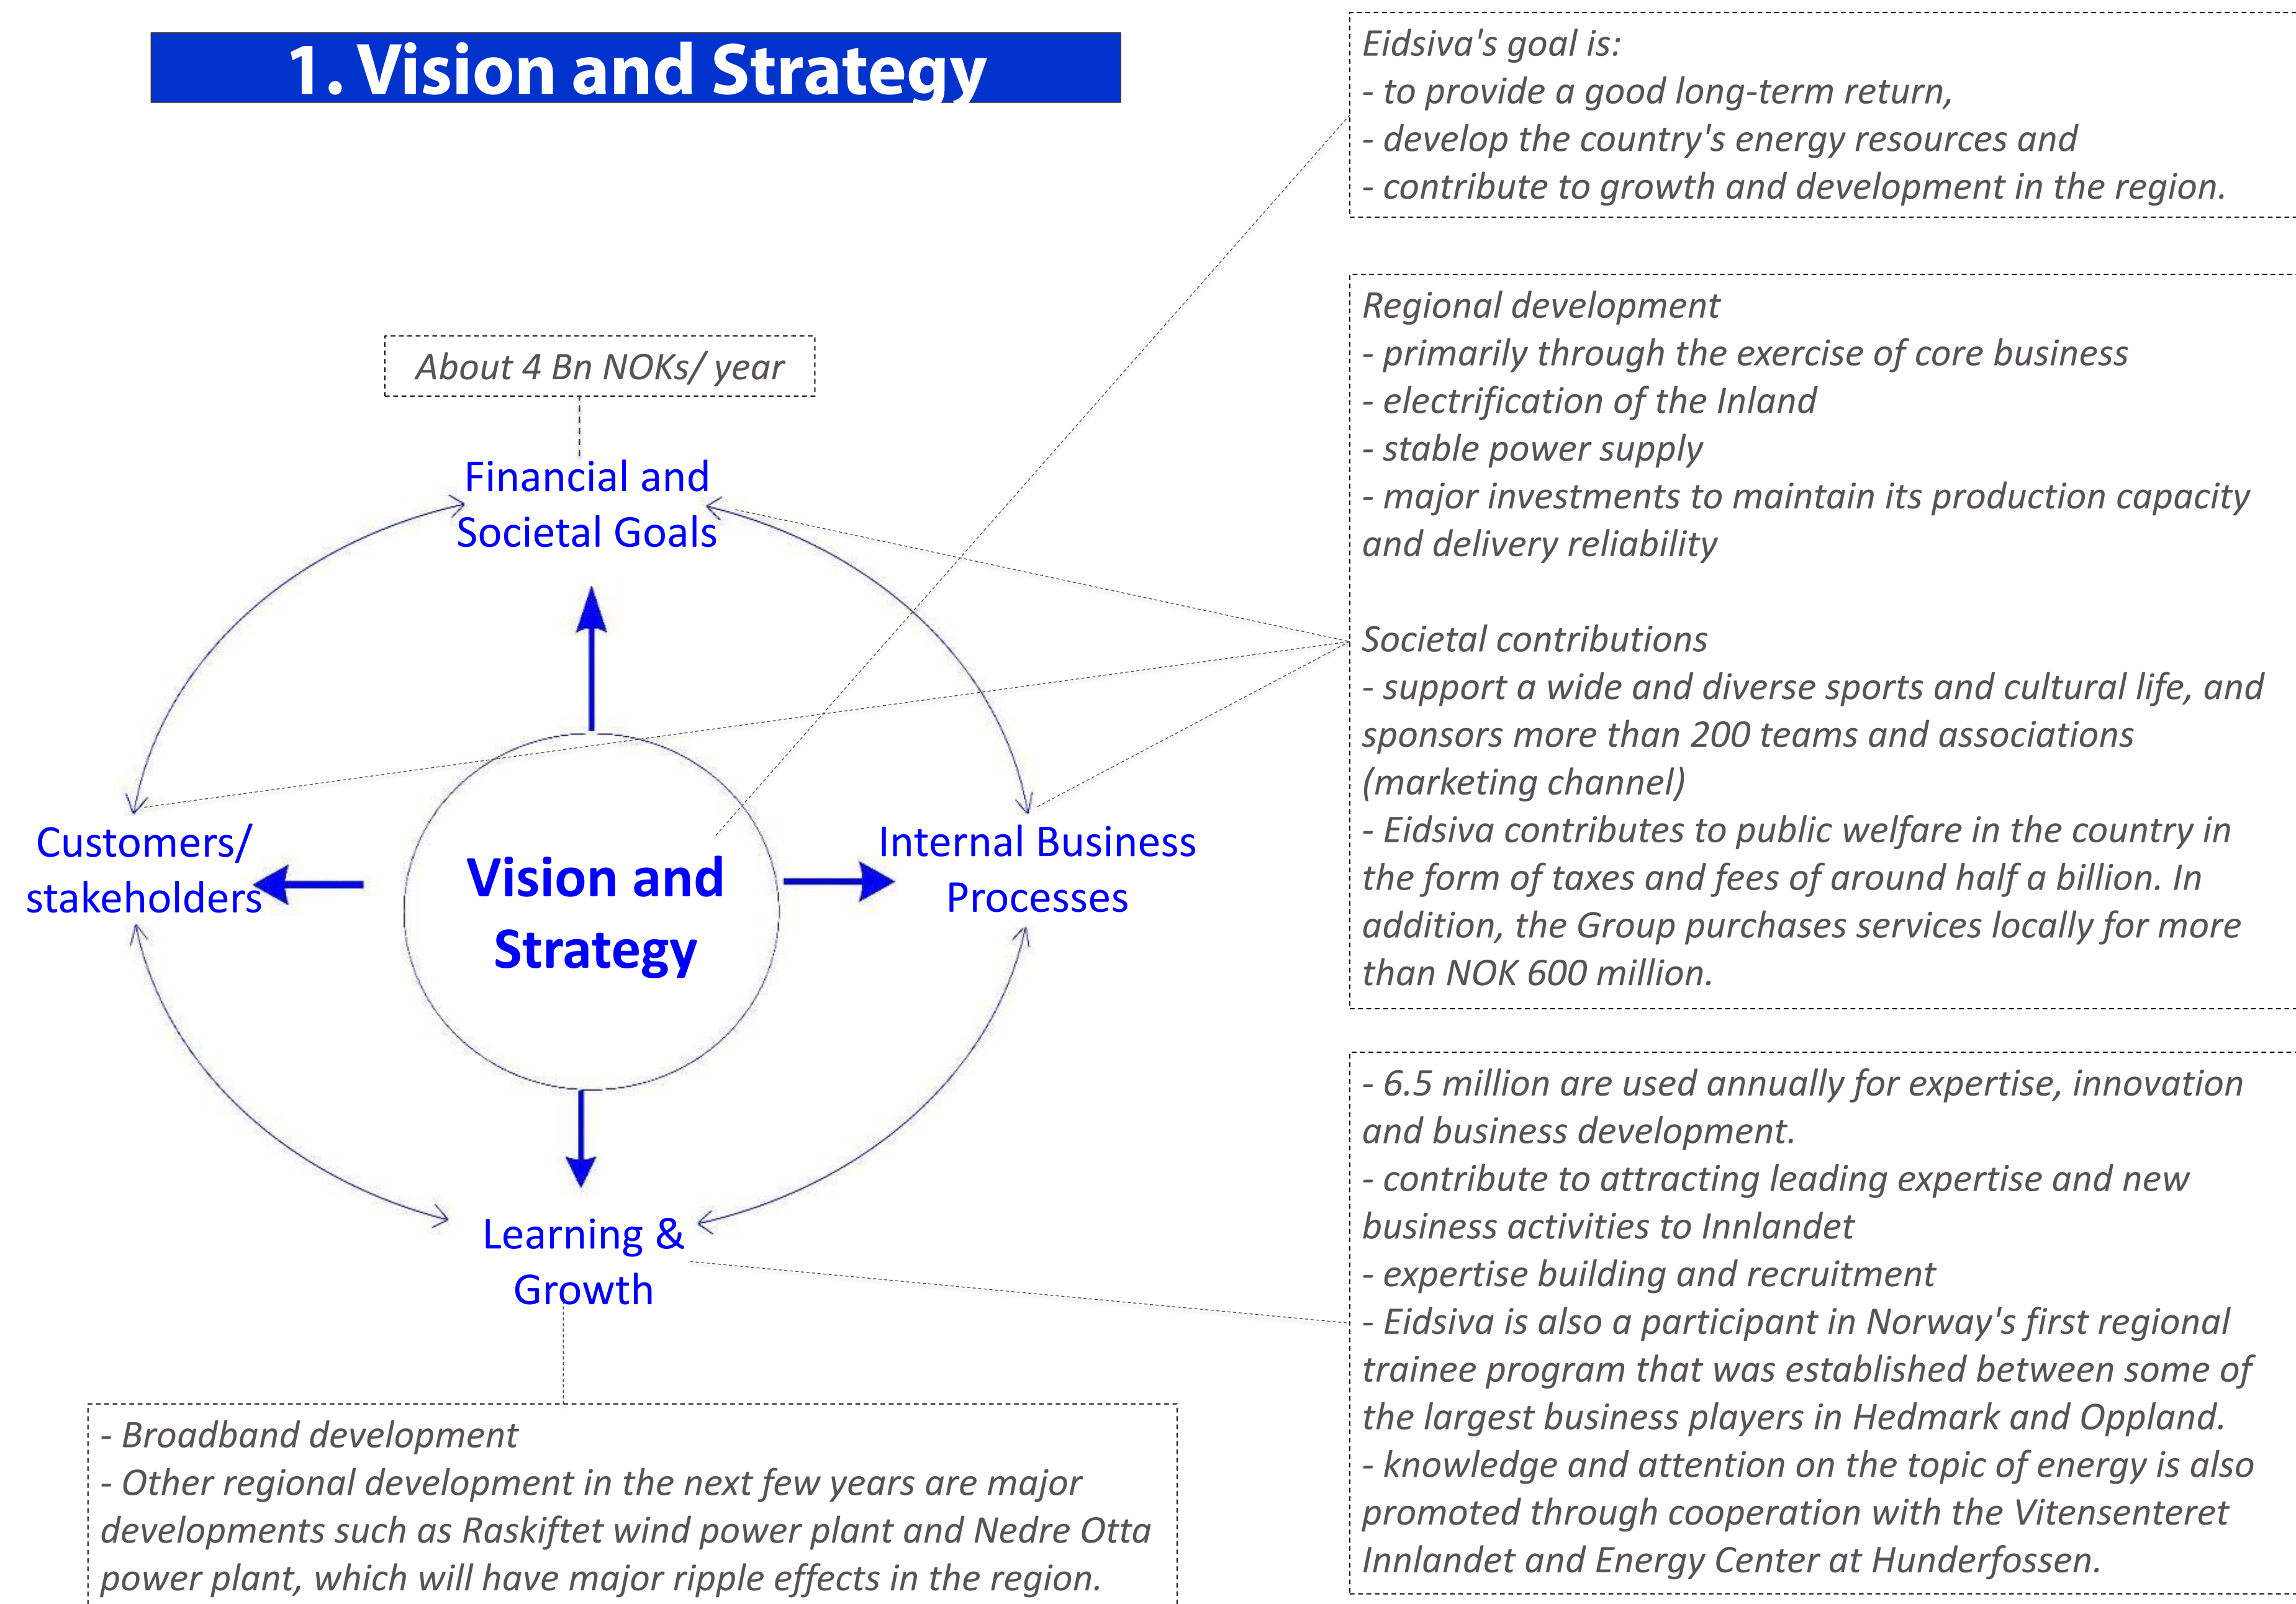 1. Vision and Strategy
Eidsiva's goal is:
- to provide a good long-term return,
- develop the country's energy resources and
- contribute to growth and development in the region.
About 4 Bn NOKs/ year
Financial and
Societal Goals
Customers/
stakeholders
Vision and
Strategy
Internal Business
Processes
Learning &
Growth
Regional development
- primarily through the exercise of core business
- electrification of the Inland
- stable power supply
- major investments to maintain its production capacity
and delivery reliability
Societal contributions
- support a wide and diverse sports and cultural life, and
sponsors more than 200 teams and associations
(marketing channel)
- Eidsiva contributes to public welfare in the country in
the form of taxes and fees of around half a billion. In
addition, the Group purchases services locally for more
than NOK 600 million.
- 6.5 million are used annually for expertise, innovation
and business development.
- contribute to attracting leading expertise and new
business activities to Innlandet
- expertise building and recruitment
- Eidsiva is also a participant in Norway's first regional
trainee program that was established between some of
the largest business players in Hedmark and Oppland.
- knowledge and attention on the topic of energy is also
promoted through cooperation with the Vitensenteret
Innlandet and Energy Center at Hunderfossen.
- Broadband development
- Other regional development in the next few years are major
developments such as Raskiftet wind power plant and Nedre Otta
power plant, which will have major ripple effects in the region.